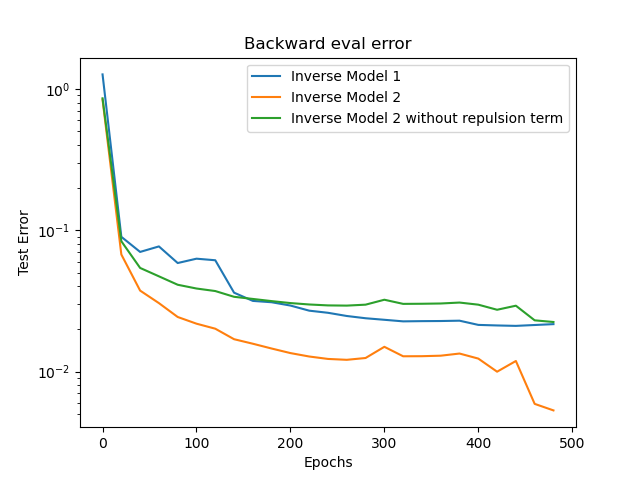 Backward eval error
Inverse Model 1
Inverse Model 2
Inverse Model 2 without repulsion term
Test Error
10⁰
10⁻¹
10⁻²
0 100 200 300 400 500
Epochs